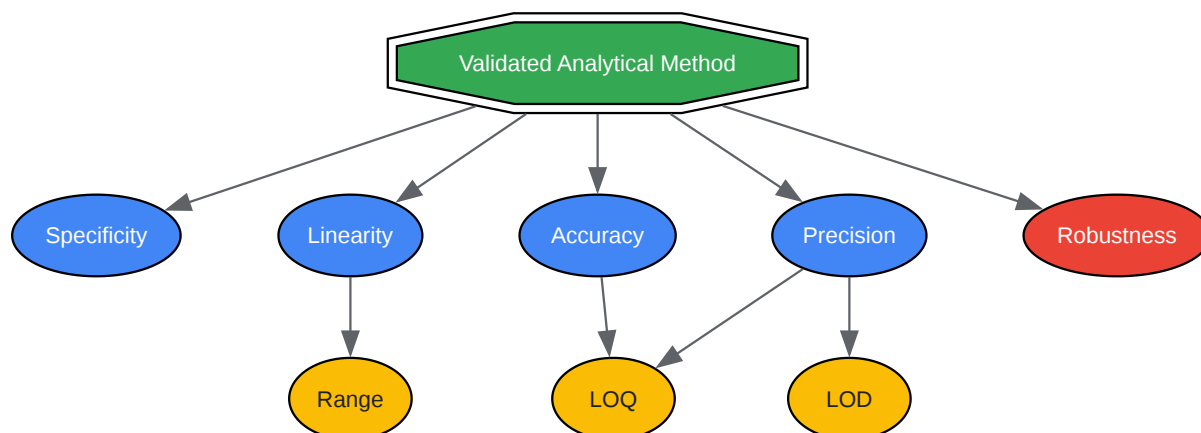 Validated Analytical Method
Specificity
Linearity
Accuracy
Precision
Robustness
Range
LOQ
LOD